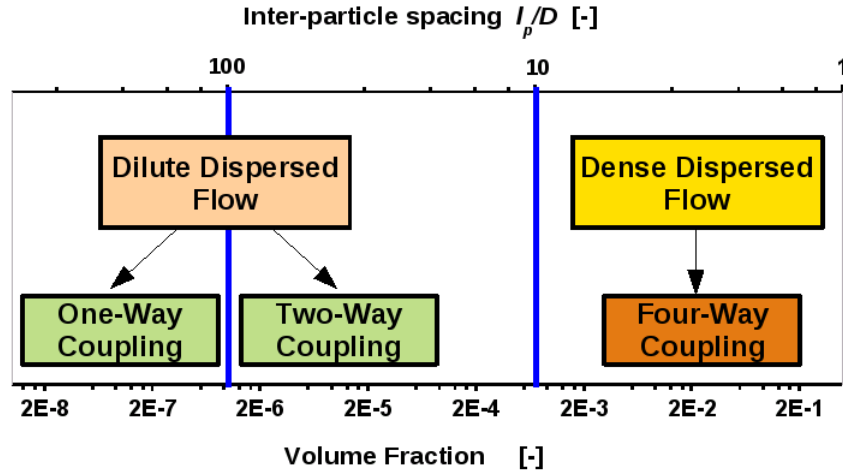 Inter-particle spacing l_p/D [-]
100 10 1
Dilute Dispersed
Flow
Dense Dispersed
Flow
One-Way
Coupling
Two-Way
Coupling
Four-Way
Coupling
2E-8 2E-7 2E-6 2E-5 2E-4 2E-3 2E-2 2E-1
Volume Fraction [-]